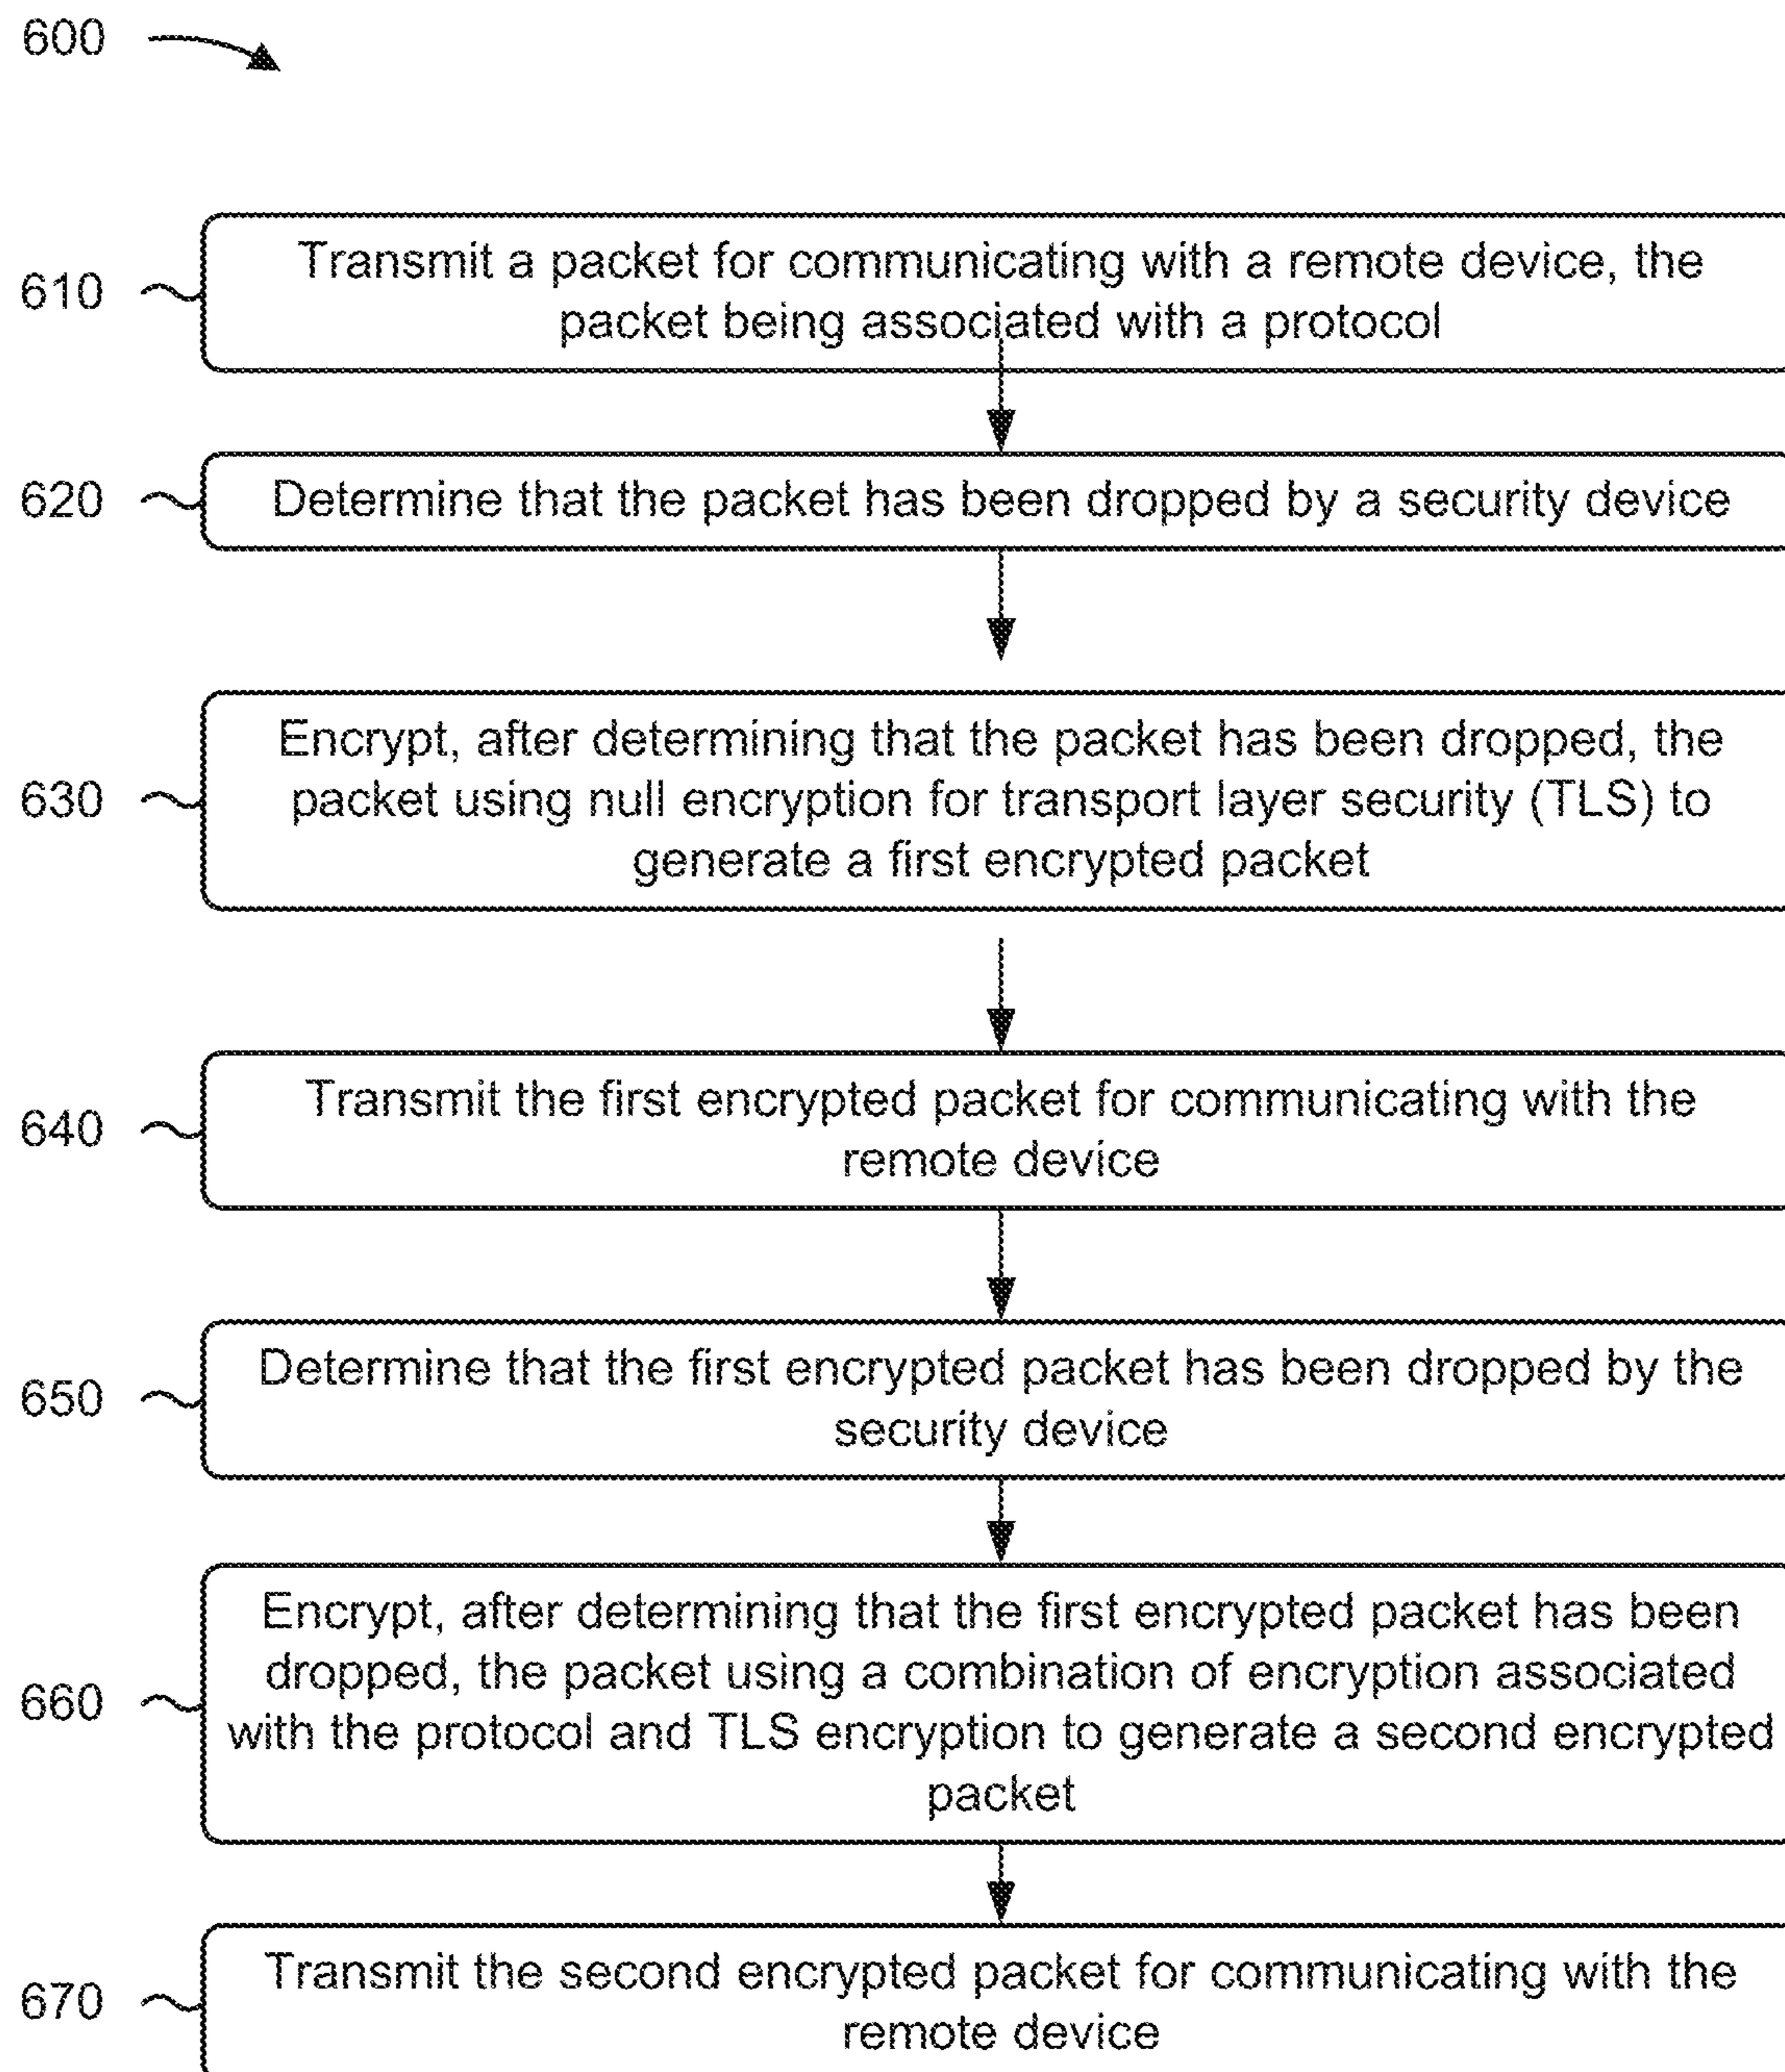 600
610
Transmit a packet for communicating with a remote device, the
packet being associated with a protocol
620
Determine that the packet has been dropped by a security device
630
Encrypt, after determining that the packet has been dropped, the
packet using null encryption for transport layer security (TLS) to
generate a first encrypted packet
640
Transmit the first encrypted packet for communicating with the
remote device
650
Determine that the first encrypted packet has been dropped by the
security device
660
Encrypt, after determining that the first encrypted packet has been
dropped, the packet using a combination of encryption associated
with the protocol and TLS encryption to generate a second encrypted
packet
670
Transmit the second encrypted packet for communicating with the
remote device